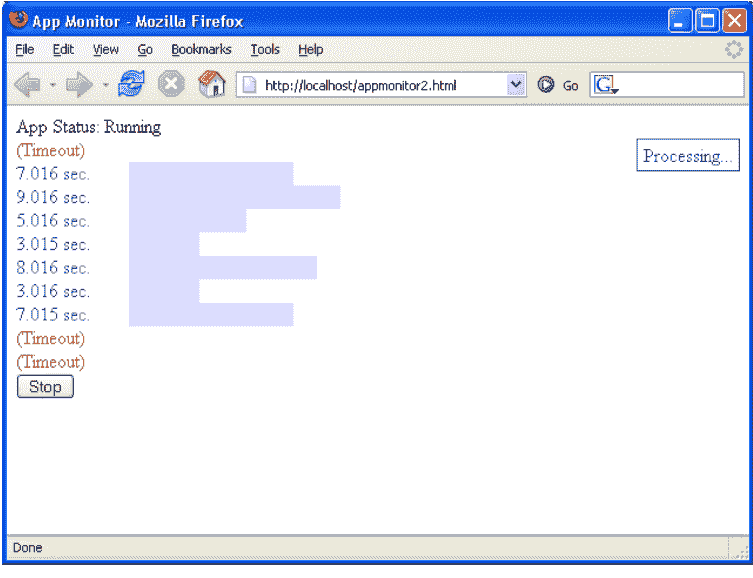 App Monitor - Mozilla Firefox
File Edit View Go Bookmarks Tools Help
http://localhost/appmonitor2.html Go G
App Status: Running
(Timeout)
Processing...
7.016 sec.
9.016 sec.
5.016 sec.
3.015 sec.
8.016 sec.
3.016 sec.
7.015 sec.
(Timeout)
(Timeout)
Stop
Done